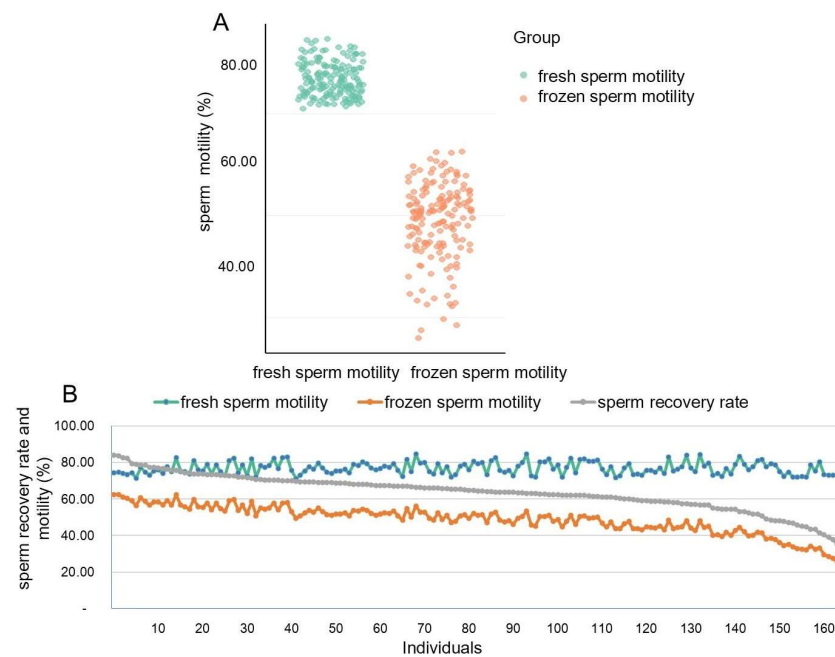 A
Group
fresh sperm motility
frozen sperm motility
sperm motility (%)
80.00
60.00
40.00
fresh sperm motility frozen sperm motility
B
fresh sperm motility frozen sperm motility sperm recovery rate
sperm recovery rate and
motility (%)
100.00
80.00
60.00
40.00
20.00
-
10 20 30 40 50 60 70 80 90 100 110 120 130 140 150 160
Individuals